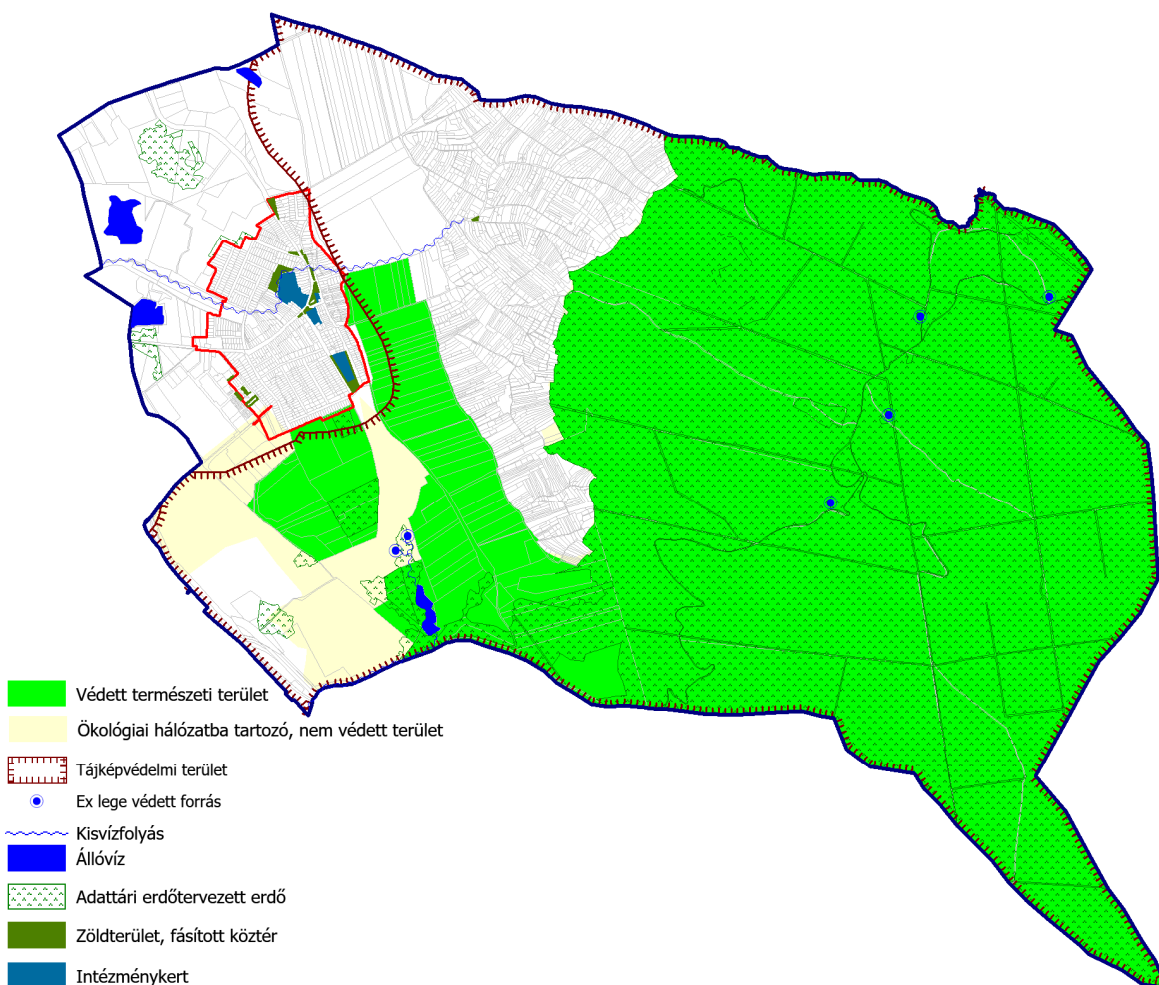 Védett természeti terület
Ökológiai hálózatba tartozó, nem védett terület
Tájképvédelmi terület
Ex lege védett forrás
Kisvízfolyás
Állóvíz
Adattári erdőtervezett erdő
Zöldterület, fásított köztér
Intézménykert